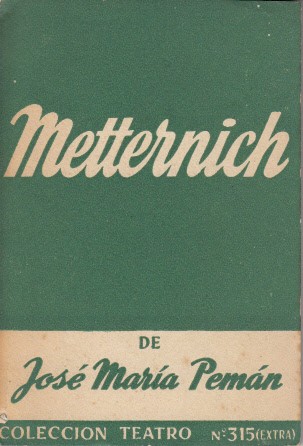 Metternich
DE
José María Pemán
COLECCION TEATRO Nº 315 (EXTRA)